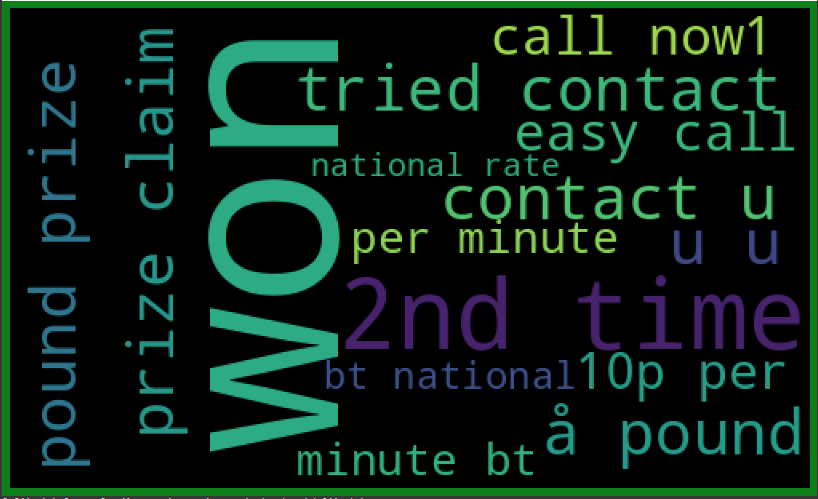 pound prize
prize claim
won
call now1
tried contact
easy call
national rate
contact u
per minute
u u
2nd time
bt national
10p per
å pound
minute bt